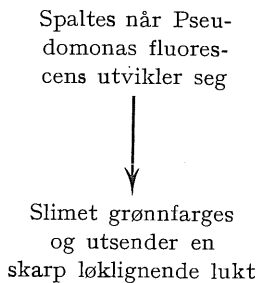 Spaltes når Pseu-
domonas fluores-
cens utvikler seg
Slimet grønnfarges
og utsender en
skarp løklignende lukt